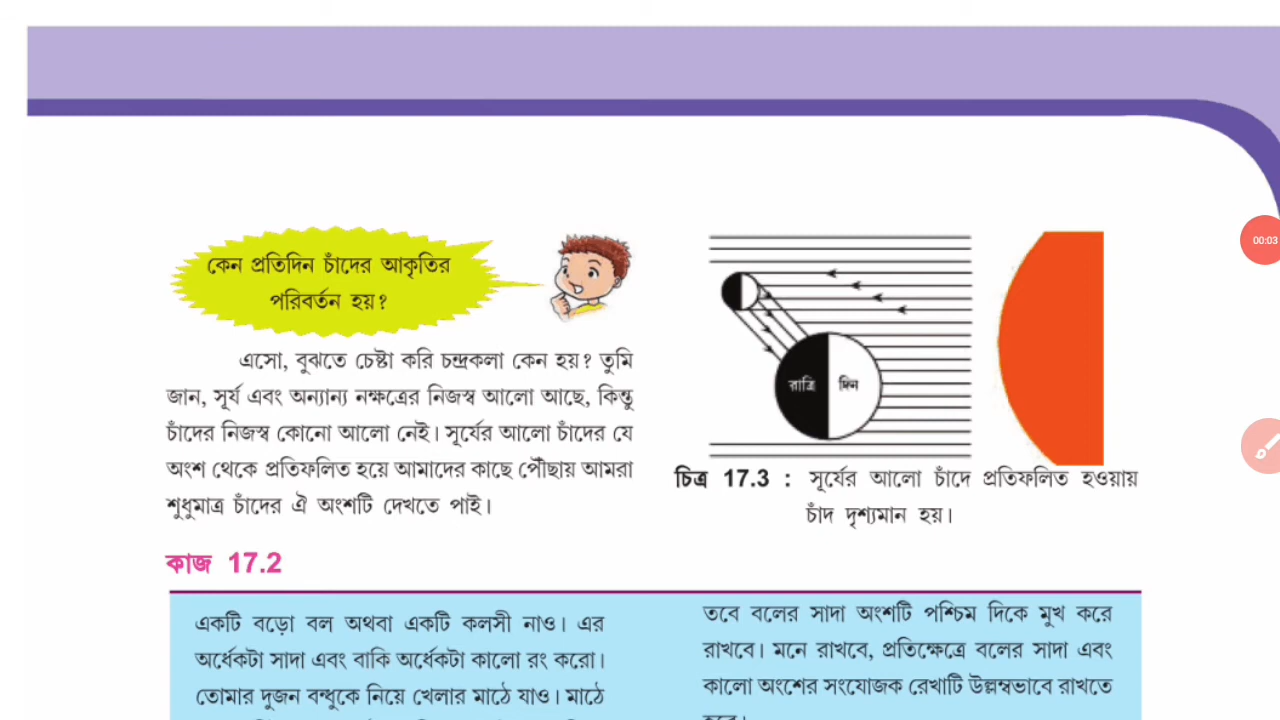 কেন প্রতিদিন চাঁদের আকৃতির
পরিবর্তন হয়?
এসো, বুঝতে চেষ্টা করি চন্দ্রকলা কেন হয়? তুমি
জান, সূর্য এবং অন্যান্য নক্ষত্রের নিজস্ব আলো আছে, কিন্তু
চাঁদের নিজস্ব কোনো আলো নেই। সূর্যের আলো চাঁদের যে
অংশ থেকে প্রতিফলিত হয়ে আমাদের কাছে পৌঁছায় আমরা
শুধুমাত্র চাঁদের ঐ অংশটি দেখতে পাই।
রাত্রি দিন
চিত্র 17.3 : সূর্যের আলো চাঁদে প্রতিফলিত হওয়ায়
চাঁদ দৃশ্যমান হয়।
কাজ 17.2
একটি বড়ো বল অথবা একটি কলসী নাও। এর
অর্ধেকটা সাদা এবং বাকি অর্ধেকটা কালো রং করো।
তোমার দুজন বন্ধুকে নিয়ে খেলার মাঠে যাও। মাঠে
তবে বলের সাদা অংশটি পশ্চিম দিকে মুখ করে
রাখবে। মনে রাখবে, প্রতিক্ষেত্রে বলের সাদা এবং
কালো অংশের সংযোজক রেখাটি উল্লম্বভাবে রাখতে
00:03